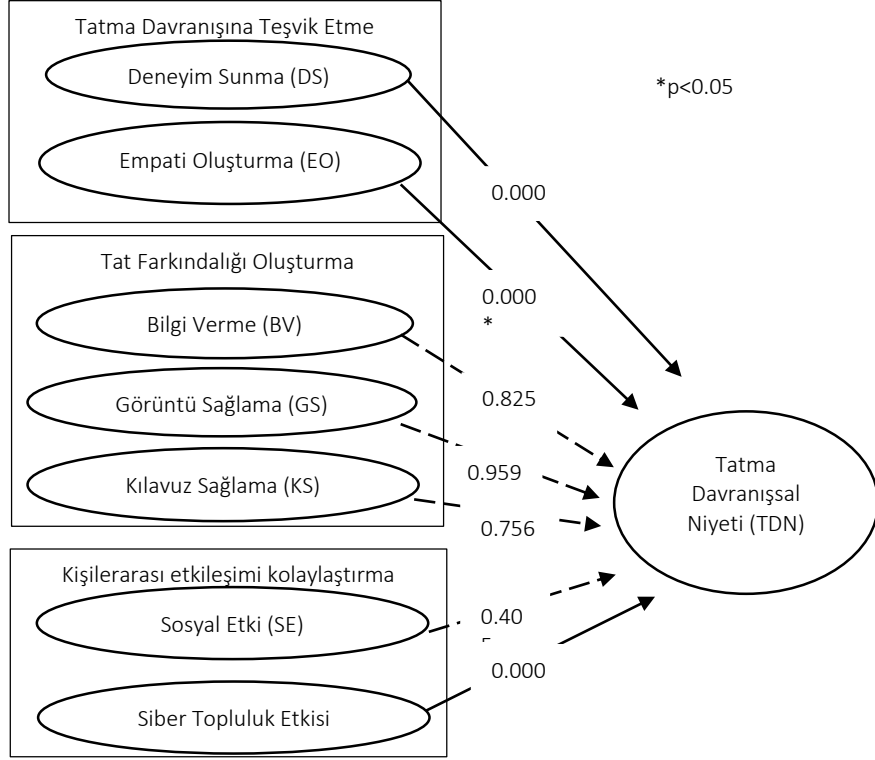 Tatma Davranışına Teşvik Etme
Deneyim Sunma (DS)
*p<0.05
Empati Oluşturma (EO)
0.000
Tat Farkındalığı Oluşturma
0.000
*
Bilgi Verme (BV)
0.825
Görüntü Sağlama (GS)
0.959
Kılavuz Sağlama (KS)
0.756
Tatma
Davranışsal
Niyeti (TDN)
Kişilerarası etkileşimi kolaylaştırma
Sosyal Etki (SE)
0.40
0.000
Siber Topluluk Etkisi